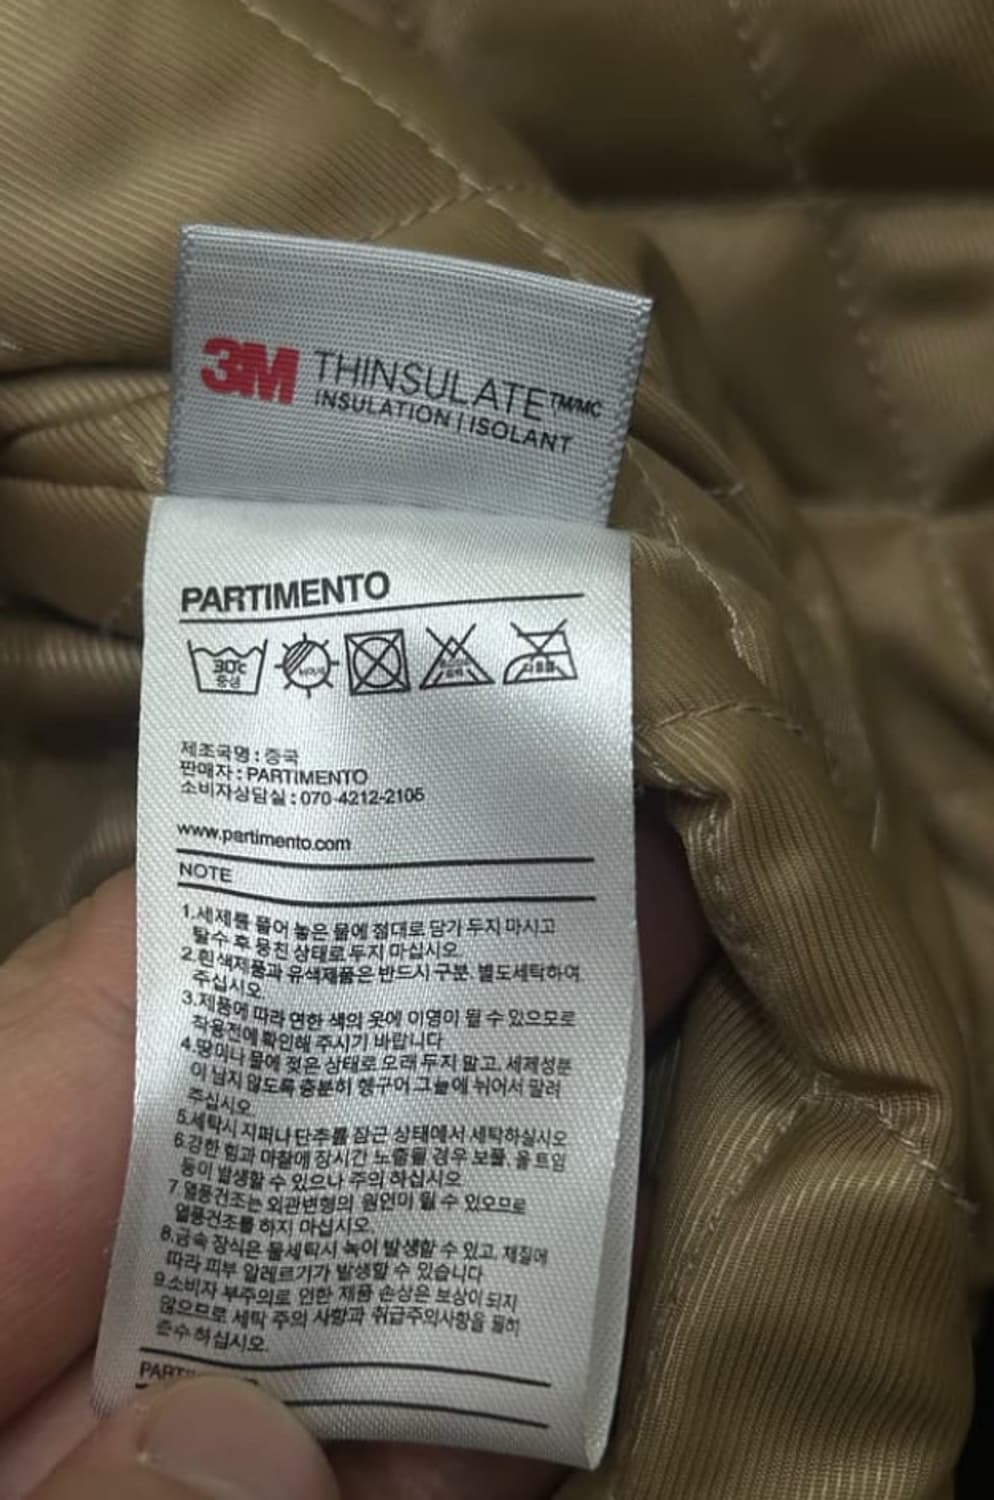 3M THINSULATE™/MC
INSULATION | ISOLANT
PARTIMENTO
30℃
중성
제조국명 : 중국
판매자 : PARTIMENTO
소비자상담실 : 070-4212-2105
www.partimento.com
NOTE
1.세제를 풀어 놓은 물에 절대로 담가 두지 마시고
탈수 후 뭉친 상태로 두지 마십시오.
2.흰색제품과 유색제품은 반드시 구분. 별도세탁하여
주십시오.
3.제품에 따라 연한 색의 옷에 이염이 될 수 있으므로
착용전에 확인해 주시기 바랍니다
4.땀이나 물에 젖은 상태로 오래 두지 말고, 세제성분
이 남지 않도록 충분히 헹구어 그늘에 뉘어서 말려
주십시오.
5.세탁시 지퍼나 단추를 잠근 상태에서 세탁하실시오
6.강한 힘과 마찰에 장시간 노출될 경우 보풀, 올 트임
등이 발생할 수 있으나 주의 하십시오.
7.열풍건조는 외관변형의 원인이 될 수 있으므로
열풍건조를 하지 마십시오.
8.금속 장식은 물세탁시 녹이 발생할 수 있고, 재질에
따라 피부 알레르기가 발생할 수 있습니다
9.소비자 부주의로 인한 제품 손상은 보상이 되지
않으므로 세탁 주의 사항과 취급주의사항을 필히
준수 하십시오.